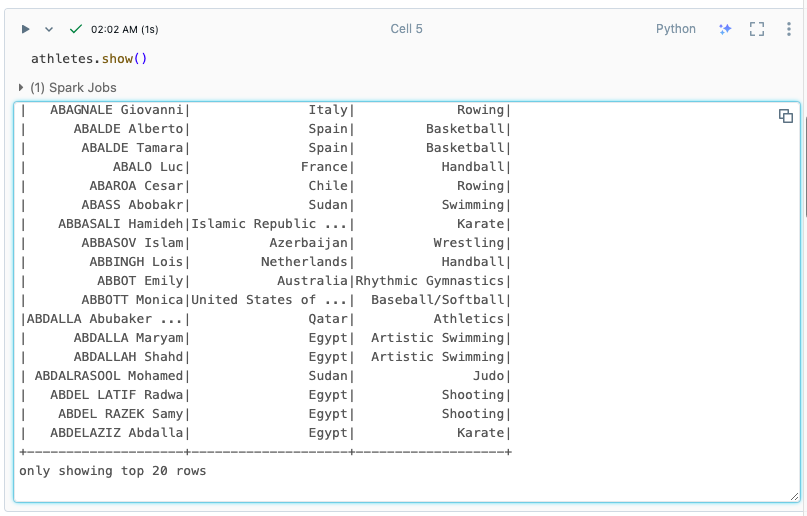 02:02 AM (1s) Cell 5 Python
athletes.show()
(1) Spark Jobs
|   ABAGNALE Giovanni|               Italy|             Rowing|
|      ABALDE Alberto|               Spain|         Basketball|
|       ABALDE Tamara|               Spain|         Basketball|
|           ABALO Luc|              France|           Handball|
|        ABAROA Cesar|               Chile|             Rowing|
|       ABASS Abobakr|               Sudan|           Swimming|
|    ABBASALI Hamideh|Islamic Republic ...|             Karate|
|       ABBASOV Islam|          Azerbaijan|          Wrestling|
|        ABBINGH Lois|         Netherlands|           Handball|
|         ABBOT Emily|           Australia|Rhythmic Gymnastics|
|       ABBOTT Monica|United States of ...|  Baseball/Softball|
|ABDALLA Abubaker ...|               Qatar|          Athletics|
|      ABDALLA Maryam|               Egypt|  Artistic Swimming|
|      ABDALLAH Shahd|               Egypt|  Artistic Swimming|
| ABDALRASOOL Mohamed|               Sudan|               Judo|
|   ABDEL LATIF Radwa|               Egypt|           Shooting|
|    ABDEL RAZEK Samy|               Egypt|           Shooting|
|   ABDELAZIZ Abdalla|               Egypt|             Karate|
+--------------------+--------------------+-------------------+
only showing top 20 rows